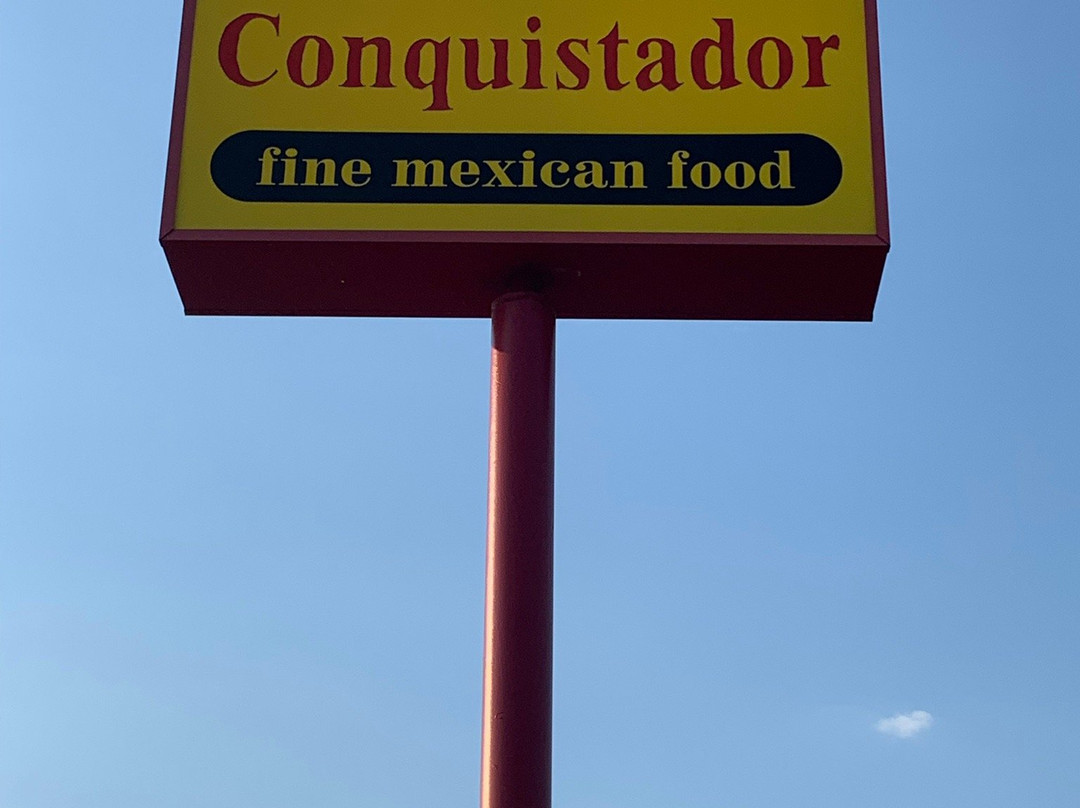 Conquistador
fine mexican food